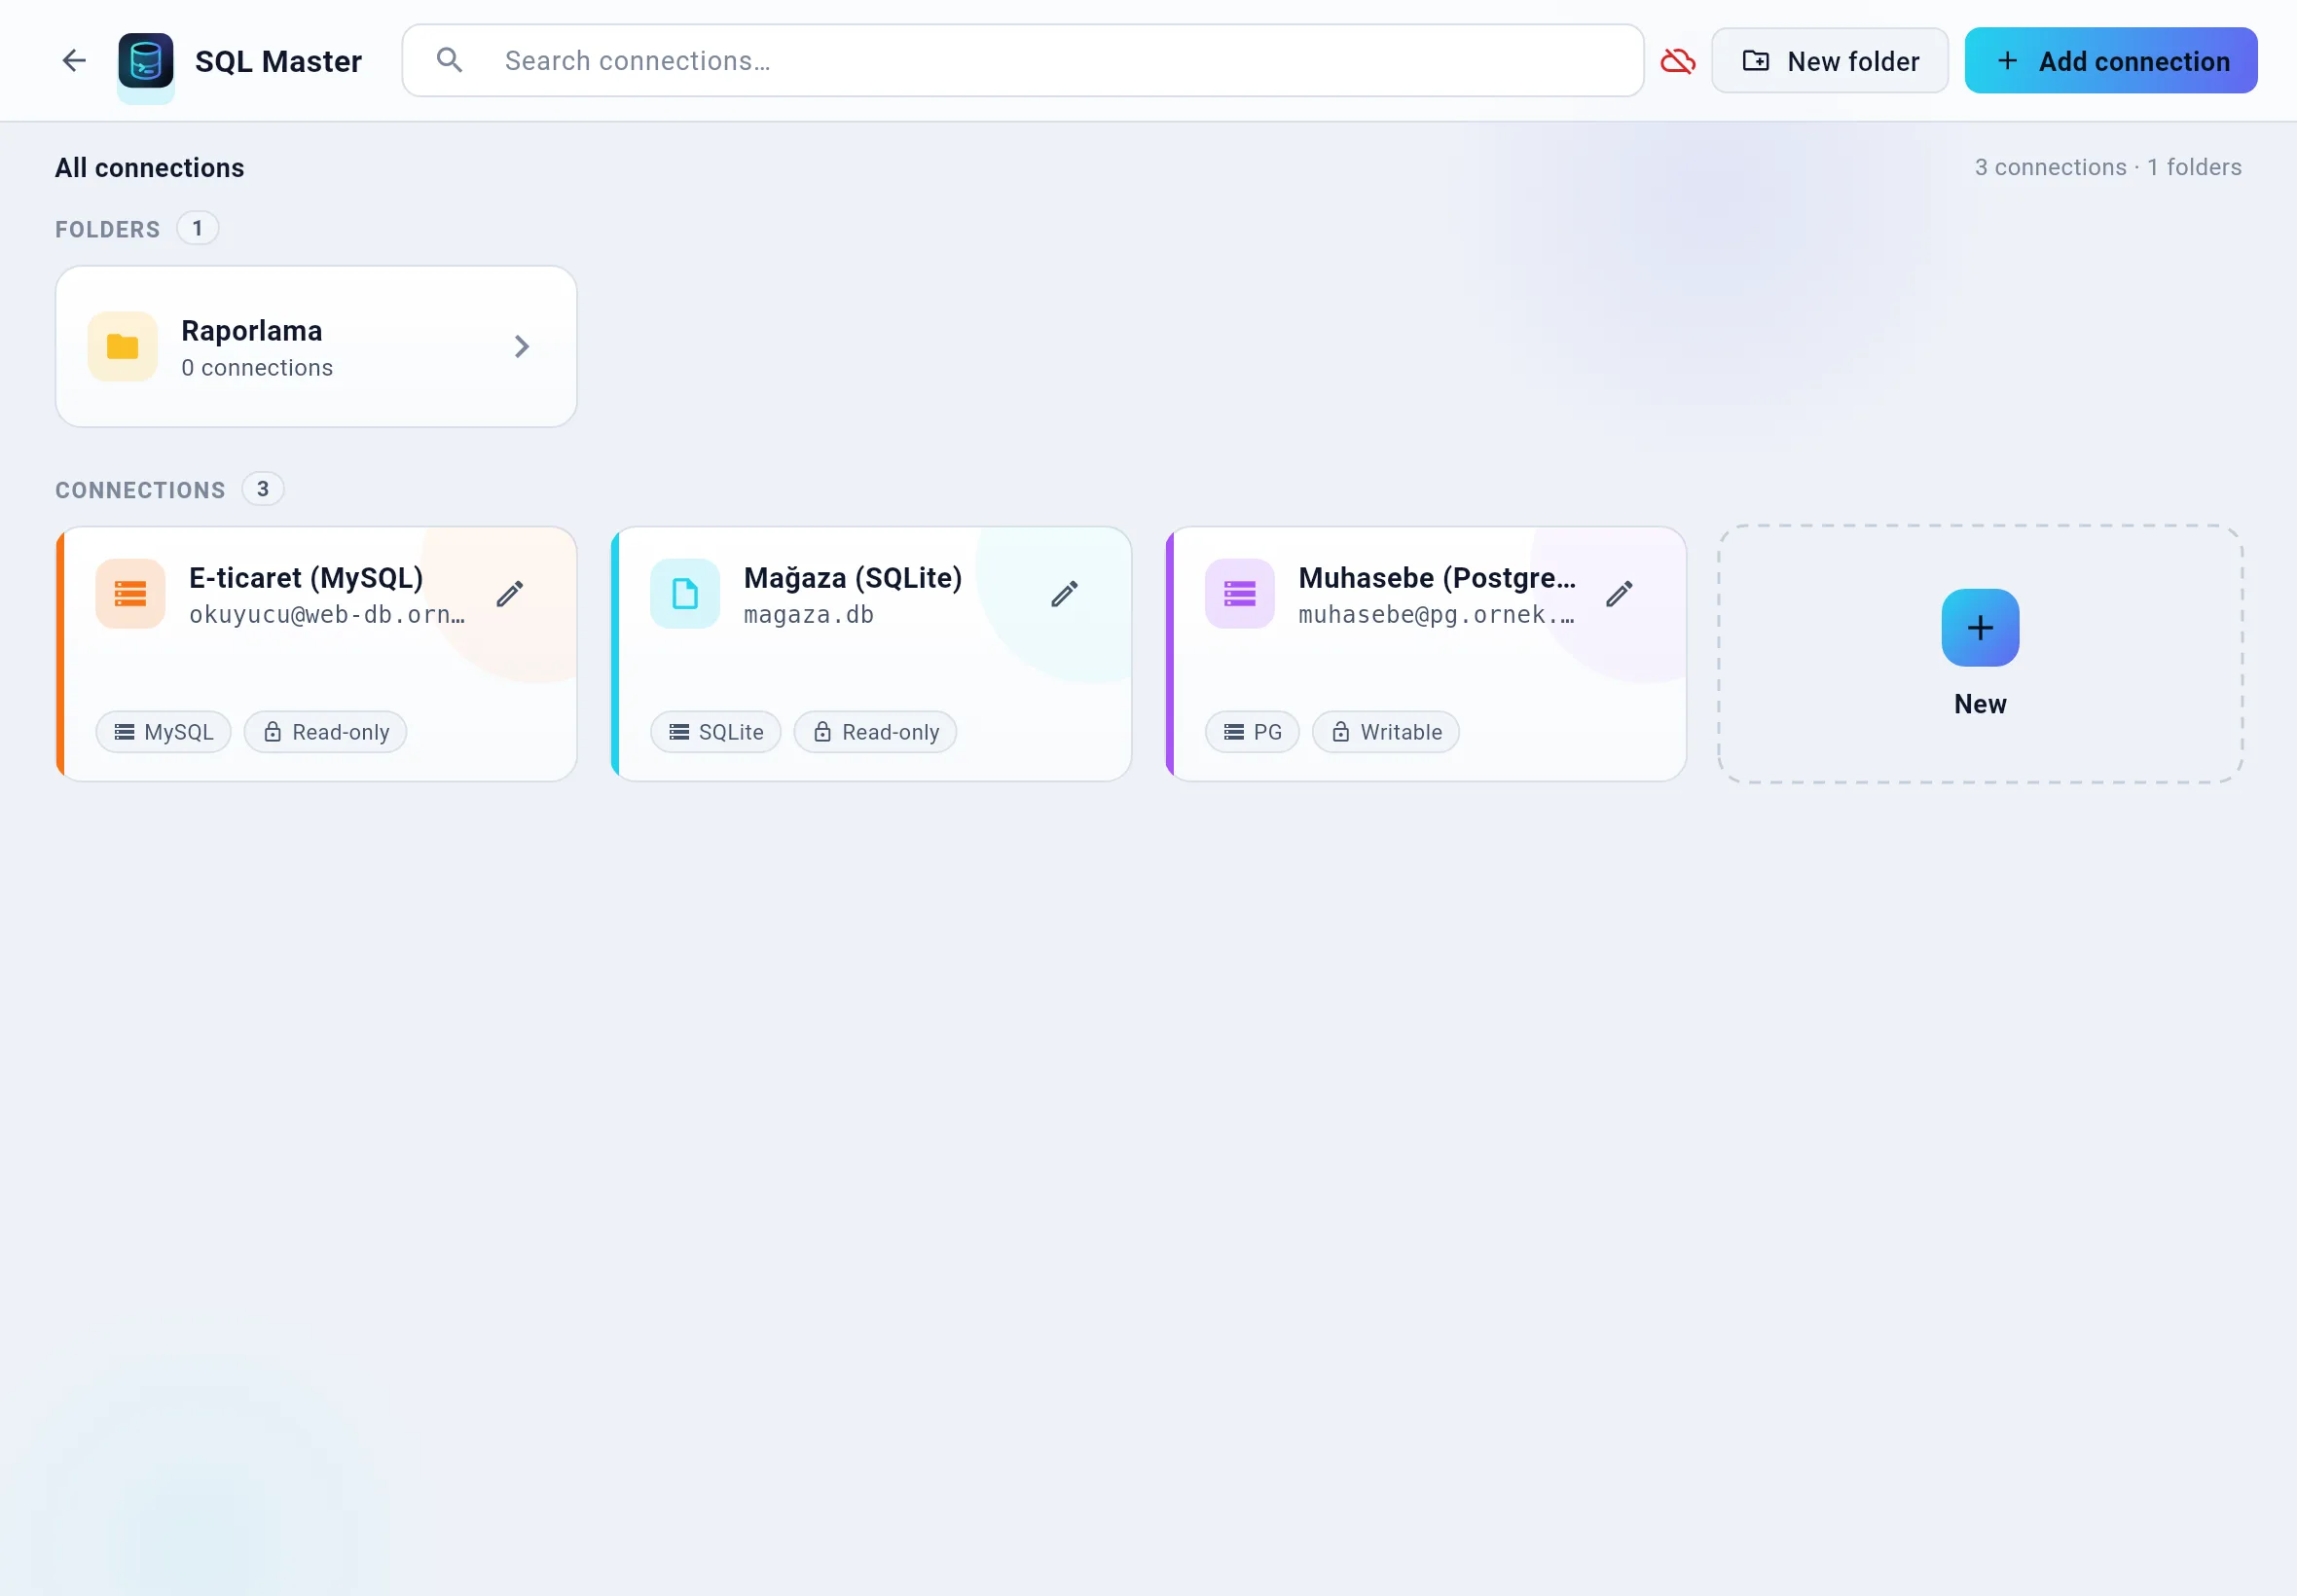 SQL Master
Search connections…
New folder
Add connection
All connections
3 connections · 1 folders
FOLDERS 1
Raporlama
0 connections
CONNECTIONS 3
E-ticaret (MySQL)
okuyucu@web-db.orn…
MySQL
Read-only
Mağaza (SQLite)
magaza.db
SQLite
Read-only
Muhasebe (Postgre…
muhasebe@pg.ornek.…
PG
Writable
New